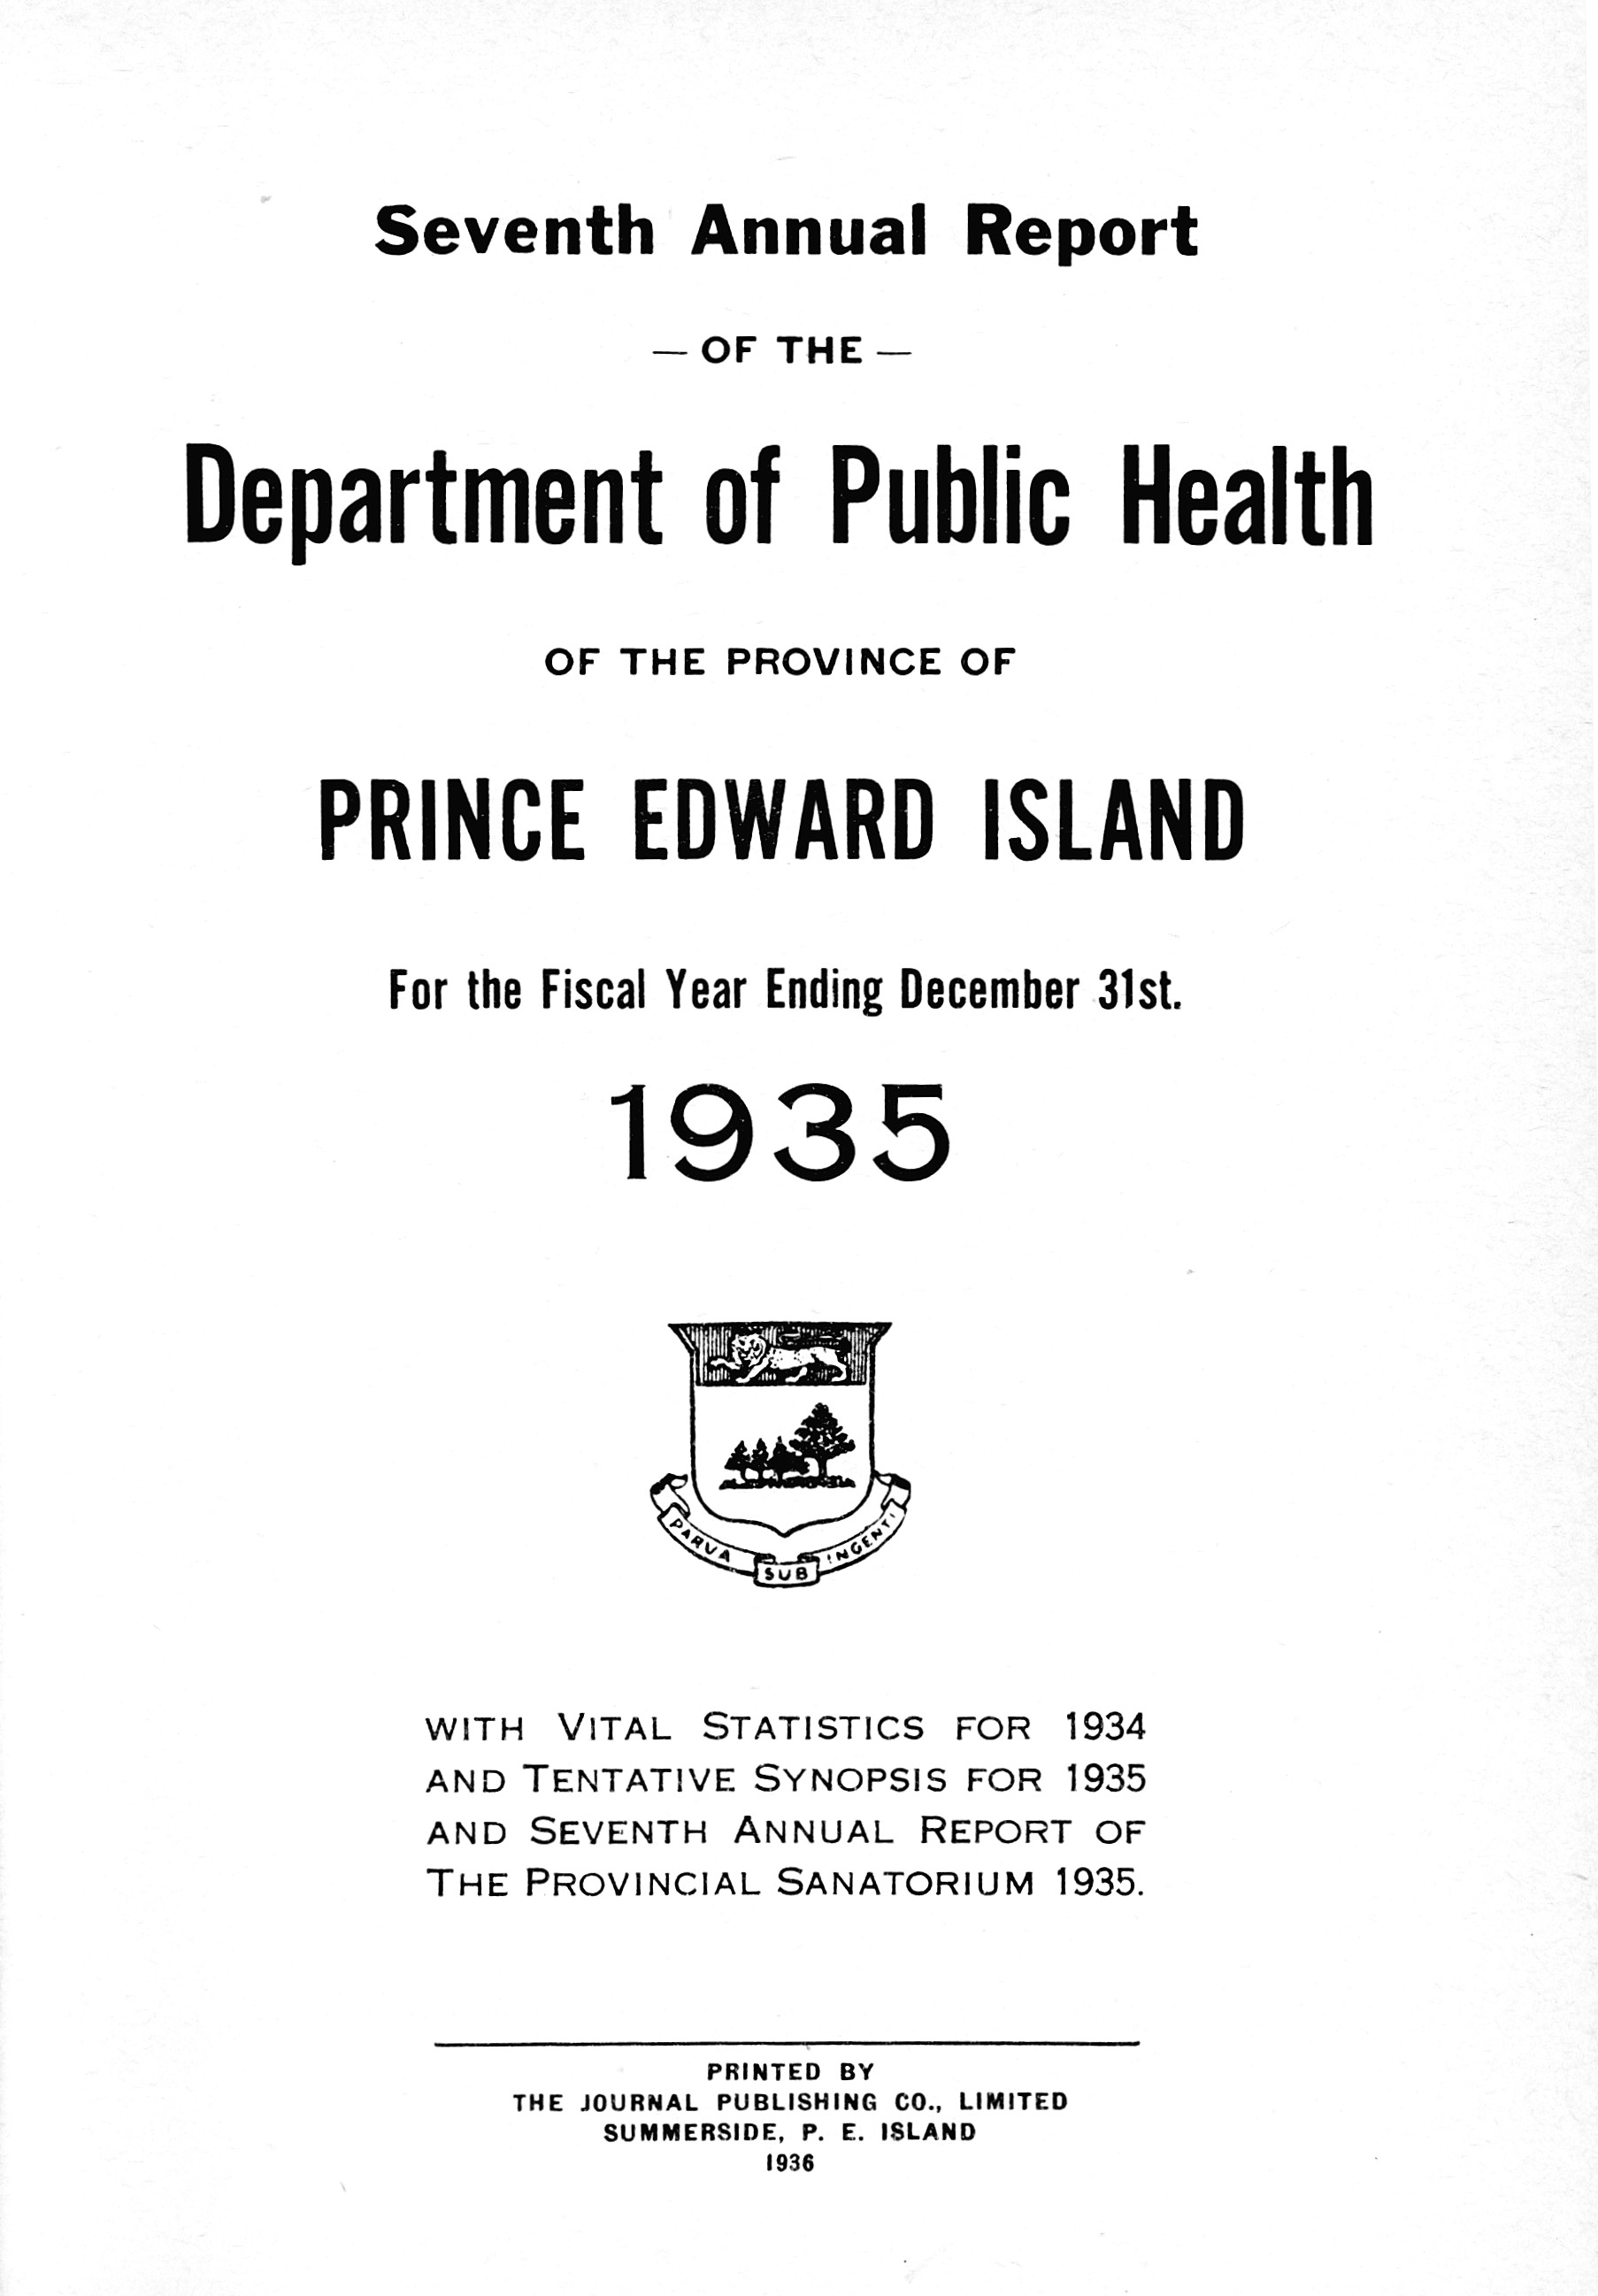 Seventh Annual Report
— OF THE —
Department of Public Health
OF THE PROVINCE OF
PRINCE EDWARD ISLAND
For the Fiscal Year Ending December 31st.
1935
PARVA SUB INGENTI
WITH VITAL STATISTICS FOR 1934
AND TENTATIVE SYNOPSIS FOR 1935
AND SEVENTH ANNUAL REPORT OF
THE PROVINCIAL SANATORIUM 1935.
PRINTED BY
THE JOURNAL PUBLISHING CO., LIMITED
SUMMERSIDE, P. E. ISLAND
1936